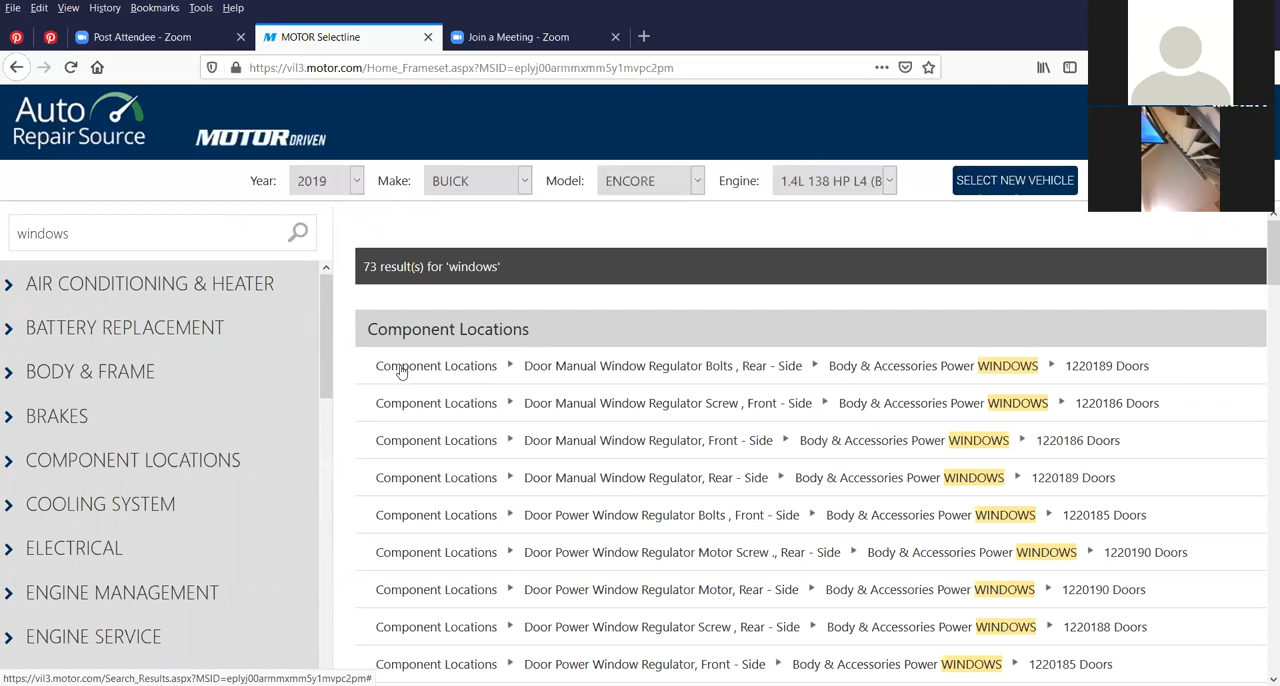 File Edit View History Bookmarks Tools Help
Post Attendee - Zoom
MOTOR Selectline
Join a Meeting - Zoom
https://vil3.motor.com/Home_Frameset.aspx?MSID=eplyj00armmxmm5y1mvpc2pm
Auto
Repair Source
MOTOR DRIVEN
Year: 2019 Make: BUICK Model: ENCORE Engine: 1.4L 138 HP L4 (B SELECT NEW VEHICLE
windows
AIR CONDITIONING & HEATER
BATTERY REPLACEMENT
BODY & FRAME
BRAKES
COMPONENT LOCATIONS
COOLING SYSTEM
ELECTRICAL
ENGINE MANAGEMENT
ENGINE SERVICE
73 result(s) for 'windows'
Component Locations
Component Locations Door Manual Window Regulator Bolts , Rear - Side Body & Accessories Power WINDOWS 1220189 Doors
Component Locations Door Manual Window Regulator Screw , Front - Side Body & Accessories Power WINDOWS 1220186 Doors
Component Locations Door Manual Window Regulator, Front - Side Body & Accessories Power WINDOWS 1220186 Doors
Component Locations Door Manual Window Regulator, Rear - Side Body & Accessories Power WINDOWS 1220189 Doors
Component Locations Door Power Window Regulator Bolts , Front - Side Body & Accessories Power WINDOWS 1220185 Doors
Component Locations Door Power Window Regulator Motor Screw ., Rear - Side Body & Accessories Power WINDOWS 1220190 Doors
Component Locations Door Power Window Regulator Motor, Rear - Side Body & Accessories Power WINDOWS 1220190 Doors
Component Locations Door Power Window Regulator Screw , Rear - Side Body & Accessories Power WINDOWS 1220188 Doors
Component Locations Door Power Window Regulator, Front - Side Body & Accessories Power WINDOWS 1220185 Doors
https://vil3.motor.com/Search_Results.aspx?MSID=eplyj00armmxmm5y1mvpc2pm#